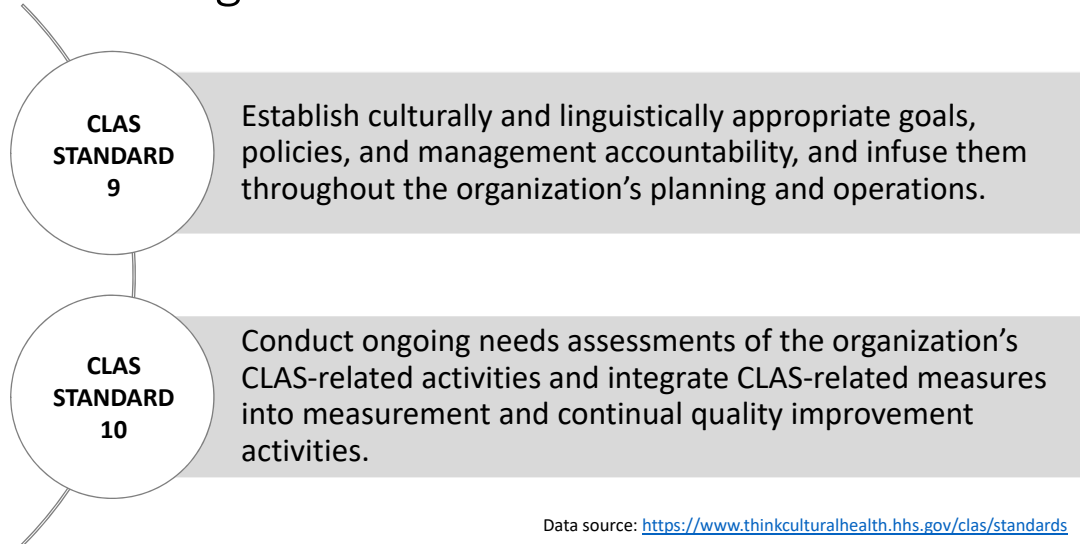 CLAS
STANDARD
9
Establish culturally and linguistically appropriate goals,
policies, and management accountability, and infuse them
throughout the organization’s planning and operations.
CLAS
STANDARD
10
Conduct ongoing needs assessments of the organization’s
CLAS-related activities and integrate CLAS-related measures
into measurement and continual quality improvement
activities.
Data source: https://www.thinkculturalhealth.hhs.gov/clas/standards